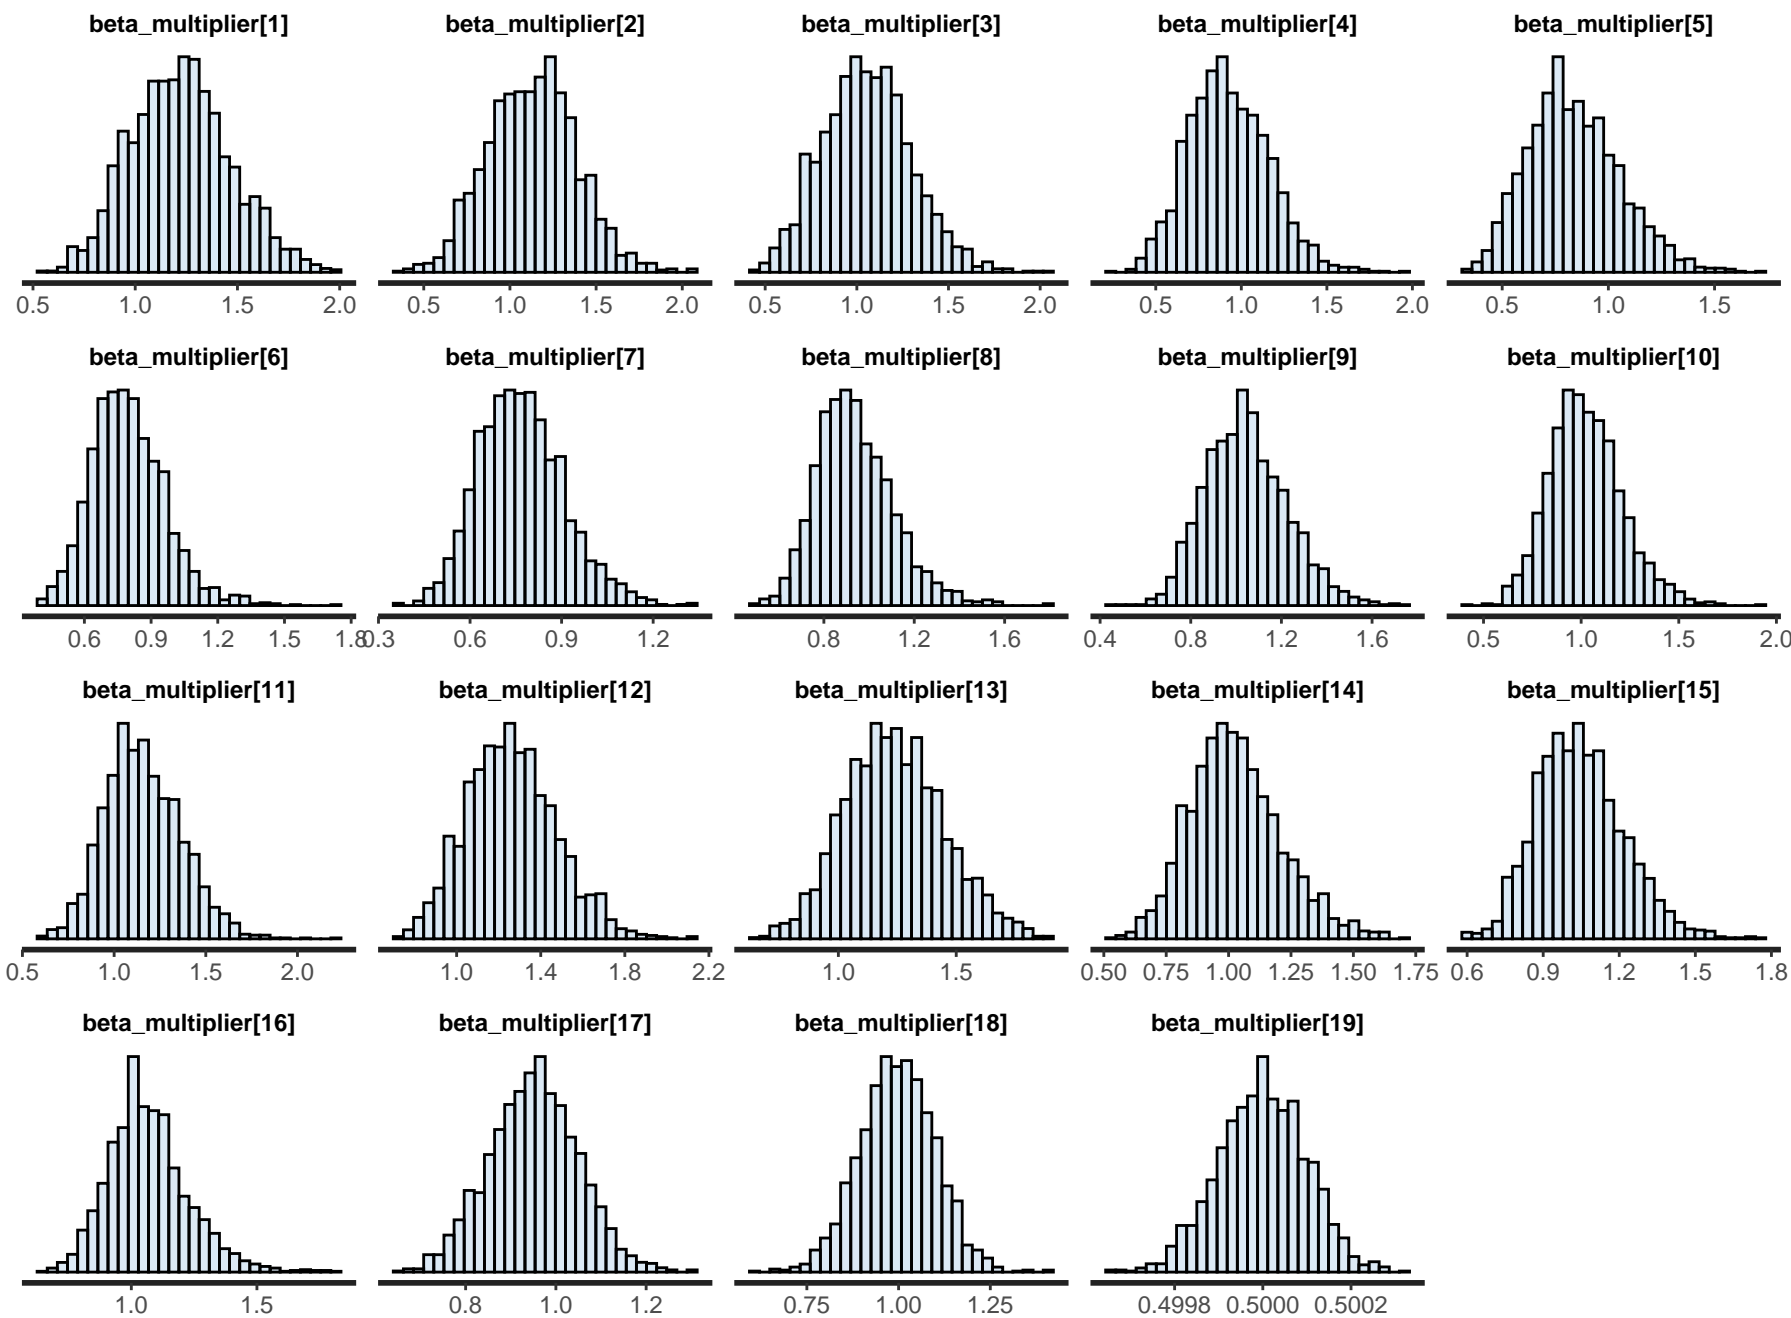 beta_multiplier[1] beta_multiplier[2] beta_multiplier[3] beta_multiplier[4] beta_multiplier[5]
0.5 1.0 1.5 2.0 0.5 1.0 1.5 2.0 0.5 1.0 1.5 2.0 0.5 1.0 1.5 2.0 0.5 1.0 1.5
beta_multiplier[6] beta_multiplier[7] beta_multiplier[8] beta_multiplier[9] beta_multiplier[10]
0.6 0.9 1.2 1.5 1.8 0.3 0.6 0.9 1.2 0.8 1.2 1.6 0.4 0.8 1.2 1.6 0.5 1.0 1.5 2.0
beta_multiplier[11] beta_multiplier[12] beta_multiplier[13] beta_multiplier[14] beta_multiplier[15]
0.5 1.0 1.5 2.0 1.0 1.4 1.8 2.2 1.0 1.5 0.50 0.75 1.00 1.25 1.50 1.75 0.6 0.9 1.2 1.5 1.8
beta_multiplier[16] beta_multiplier[17] beta_multiplier[18] beta_multiplier[19]
1.0 1.5 0.8 1.0 1.2 0.75 1.00 1.25 0.4998 0.5000 0.5002